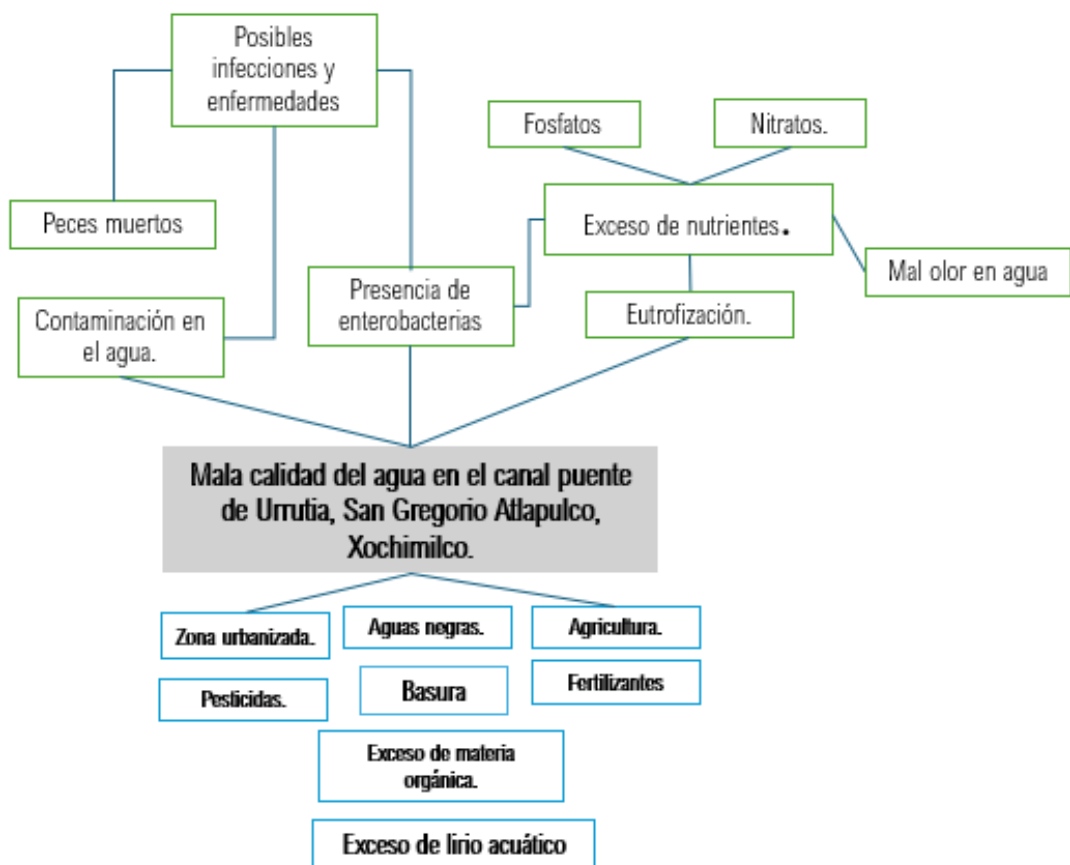 Posibles
infecciones y
enfermedades
Fosfatos
Nitratos.
Peces muertos
Exceso de nutrientes.
Mal olor en agua
Presencia de
enterobacterias
Eutrofización.
Contaminación en
el agua.
Mala calidad del agua en el canal puente
de Urrutia, San Gregorio Atlapulco,
Xochimilco.
Zona urbanizada.
Aguas negras.
Agricultura.
Pesticidas.
Basura
Fertilizantes
Exceso de materia
orgánica.
Exceso de lirio acuático